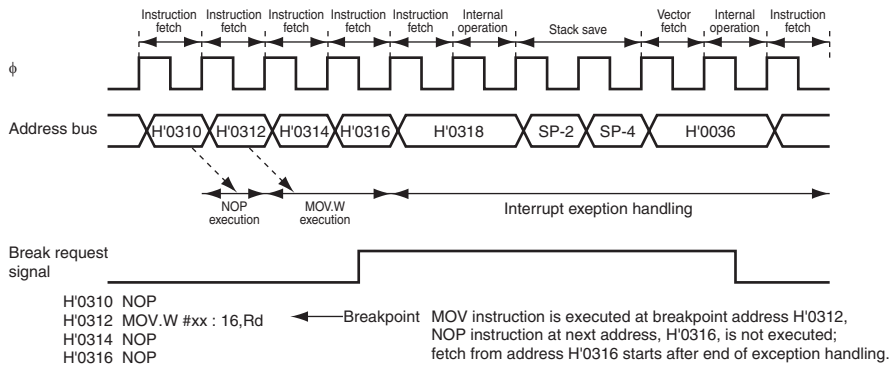 Instruction fetch
Instruction fetch
Instruction fetch
Instruction fetch
Instruction fetch
Internal operation
Stack save
Vector fetch
Internal operation
Instruction fetch
φ
Address bus
H'0310
H'0312
H'0314
H'0316
H'0318
SP-2
SP-4
H'0036
NOP execution
MOV.W execution
Interrupt exeption handling
Break request signal
H'0310 NOP
H'0312 MOV.W #xx : 16,Rd
H'0314 NOP
H'0316 NOP
Breakpoint
MOV instruction is executed at breakpoint address H'0312,
NOP instruction at next address, H'0316, is not executed;
fetch from address H'0316 starts after end of exception handling.